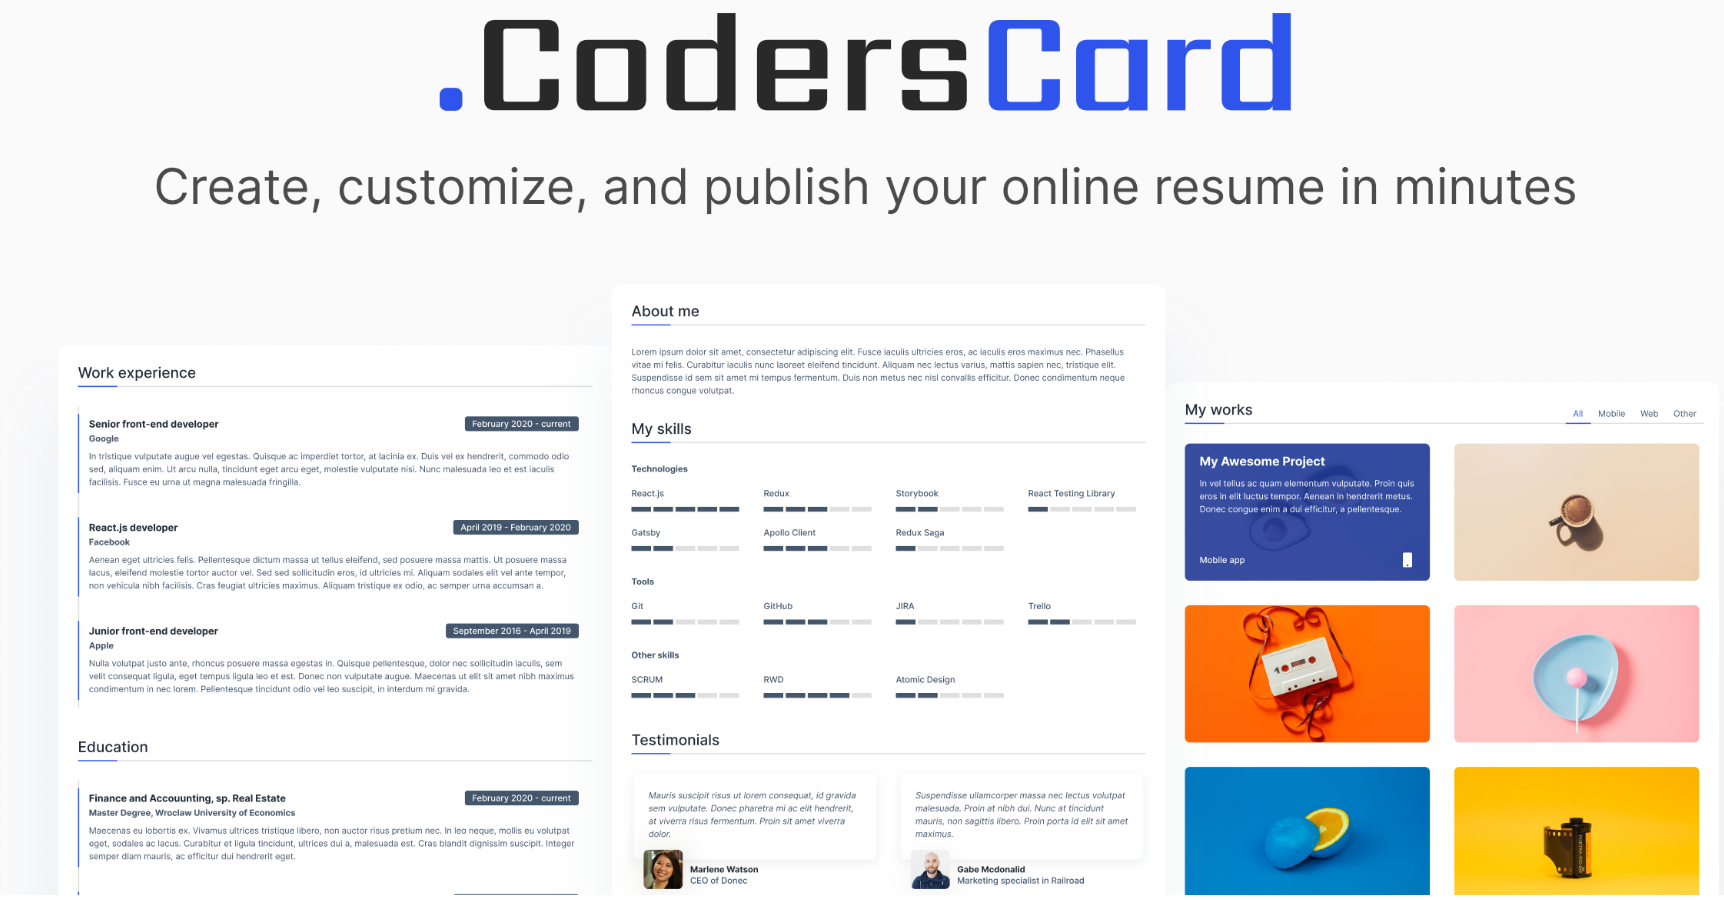 .CodersCard
Create, customize, and publish your online resume in minutes
Work experience
Senior front-end developer
February 2020 - current
Google
In tristique vulputate augue vel egestas. Quisque ac imperdiet tortor, at lacinia ex. Duis vel ex hendrerit, commodo odio
sed, aliquam enim. Ut arcu nulla, tincidunt eget arcu eget, molestie vulputate nisi. Nunc malesuada leo et est iaculis
facilisis. Fusce eu urna ut magna malesuada fringilla.
React.js developer
April 2019 - February 2020
Facebook
Aenean eget ultricies felis. Pellentesque dictum massa ut tellus eleifend, sed posuere massa mattis. Ut posuere massa
lacus, eleifend molestie tortor auctor vel. Sed sed sollicitudin eros, id ultricies mi. Aliquam sodales elit vel ante tempor,
non vehicula nibh facilisis. Cras feugiat ultricies maximus. Aliquam tristique ex odio, ac semper urna accumsan a.
Junior front-end developer
September 2016 - April 2019
Apple
Nulla volutpat justo ante, rhoncus posuere massa egestas in. Quisque pellentesque, dolor nec sollicitudin iaculis, sem
velit consequat ligula, eget tempus ligula leo et est. Donec non vulputate augue. Maecenas ut elit sit amet nibh maximus
condimentum in nec lorem. Pellentesque tincidunt odio vel leo suscipit, in interdum mi gravida.
Education
Finance and Accouunting, sp. Real Estate
February 2020 - current
Master Degree, Wroclaw University of Economics
Maecenas eu lobortis ex. Vivamus ultrices tristique libero, non auctor risus pretium nec. In leo neque, mollis eu volutpat
eget, sodales ac lacus. Curabitur et ligula tincidunt, ultrices dui a, malesuada est. Cras blandit dignissim suscipit. Integer
semper diam mauris, ac efficitur dui hendrerit eget.
About me
Lorem ipsum dolor sit amet, consectetur adipiscing elit. Fusce iaculis ultricies eros, ac iaculis eros maximus nec. Phasellus
vitae mi felis. Curabitur iaculis nunc laoreet eleifend tincidunt. Aliquam nec lectus varius, mattis sapien nec, tristique elit.
Suspendisse id sem sit amet mi tempus fermentum. Duis non metus nec nisl convallis efficitur. Donec condimentum neque
rhoncus congue volutpat.
My skills
Technologies
React.js
Redux
Storybook
React Testing Library
Gatsby
Apollo Client
Redux Saga
Tools
Git
GitHub
JIRA
Trello
Other skills
SCRUM
RWD
Atomic Design
Testimonials
Mauris suscipit risus ut lorem consequat, id gravida
sem vulputate. Donec pharetra mi ac elit hendrerit,
at viverra risus fermentum. Proin sit amet viverra
dolor.
Marlene Watson
CEO of Donec
Suspendisse ullamcorper massa nec lectus volutpat
malesuada. Proin at nibh dui. Nunc at tincidunt
mauris, non sagittis libero. Proin porta id elit sit amet
maximus.
Gabe Mcdonalid
Marketing specialist in Railroad
My works
All
Mobile
Web
Other
My Awesome Project
In vel tellus ac quam elementum vulputate. Proin quis
eros in elit luctus tempor. Aenean in hendrerit metus.
Donec congue enim a dui efficitur, a pellentesque.
Mobile app